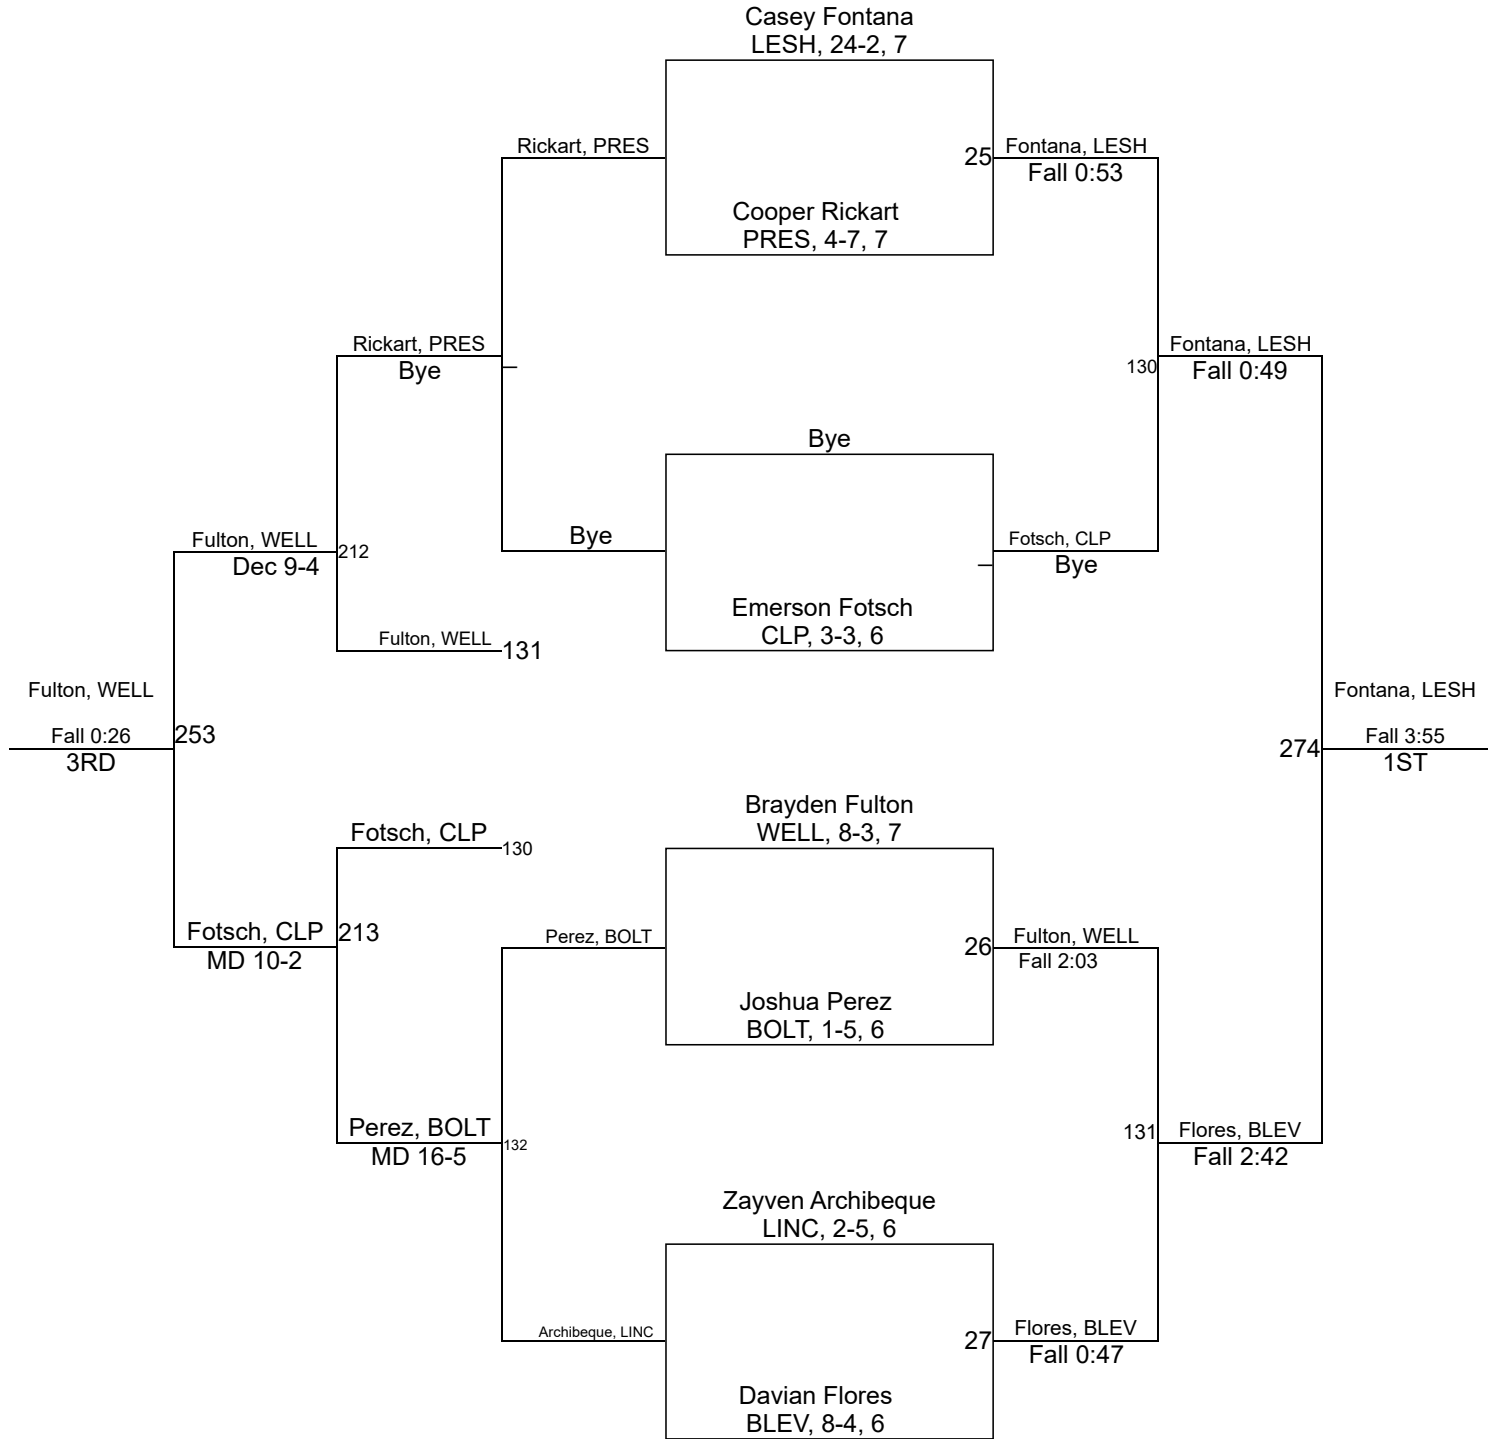 Casey Fontana
LESH, 24-2, 7
Rickart, PRES
25
Fontana, LESH
Fall 0:53
Cooper Rickart
PRES, 4-7, 7
Rickart, PRES
Bye
130
Fontana, LESH
Fall 0:49
Bye
Bye
Fotsch, CLP
Bye
Fulton, WELL
Dec 9-4
212
Emerson Fotsch
CLP, 3-3, 6
Fulton, WELL
131
Fulton, WELL
Fall 0:26
3RD
253
Fontana, LESH
274
Fall 3:55
1ST
Brayden Fulton
WELL, 8-3, 7
Fotsch, CLP
130
Fotsch, CLP
MD 10-2
213
Perez, BOLT
26
Fulton, WELL
Fall 2:03
Joshua Perez
BOLT, 1-5, 6
Perez, BOLT
MD 16-5
132
131
Flores, BLEV
Fall 2:42
Zayven Archibeque
LINC, 2-5, 6
Archibeque, LINC
27
Flores, BLEV
Fall 0:47
Davian Flores
BLEV, 8-4, 6